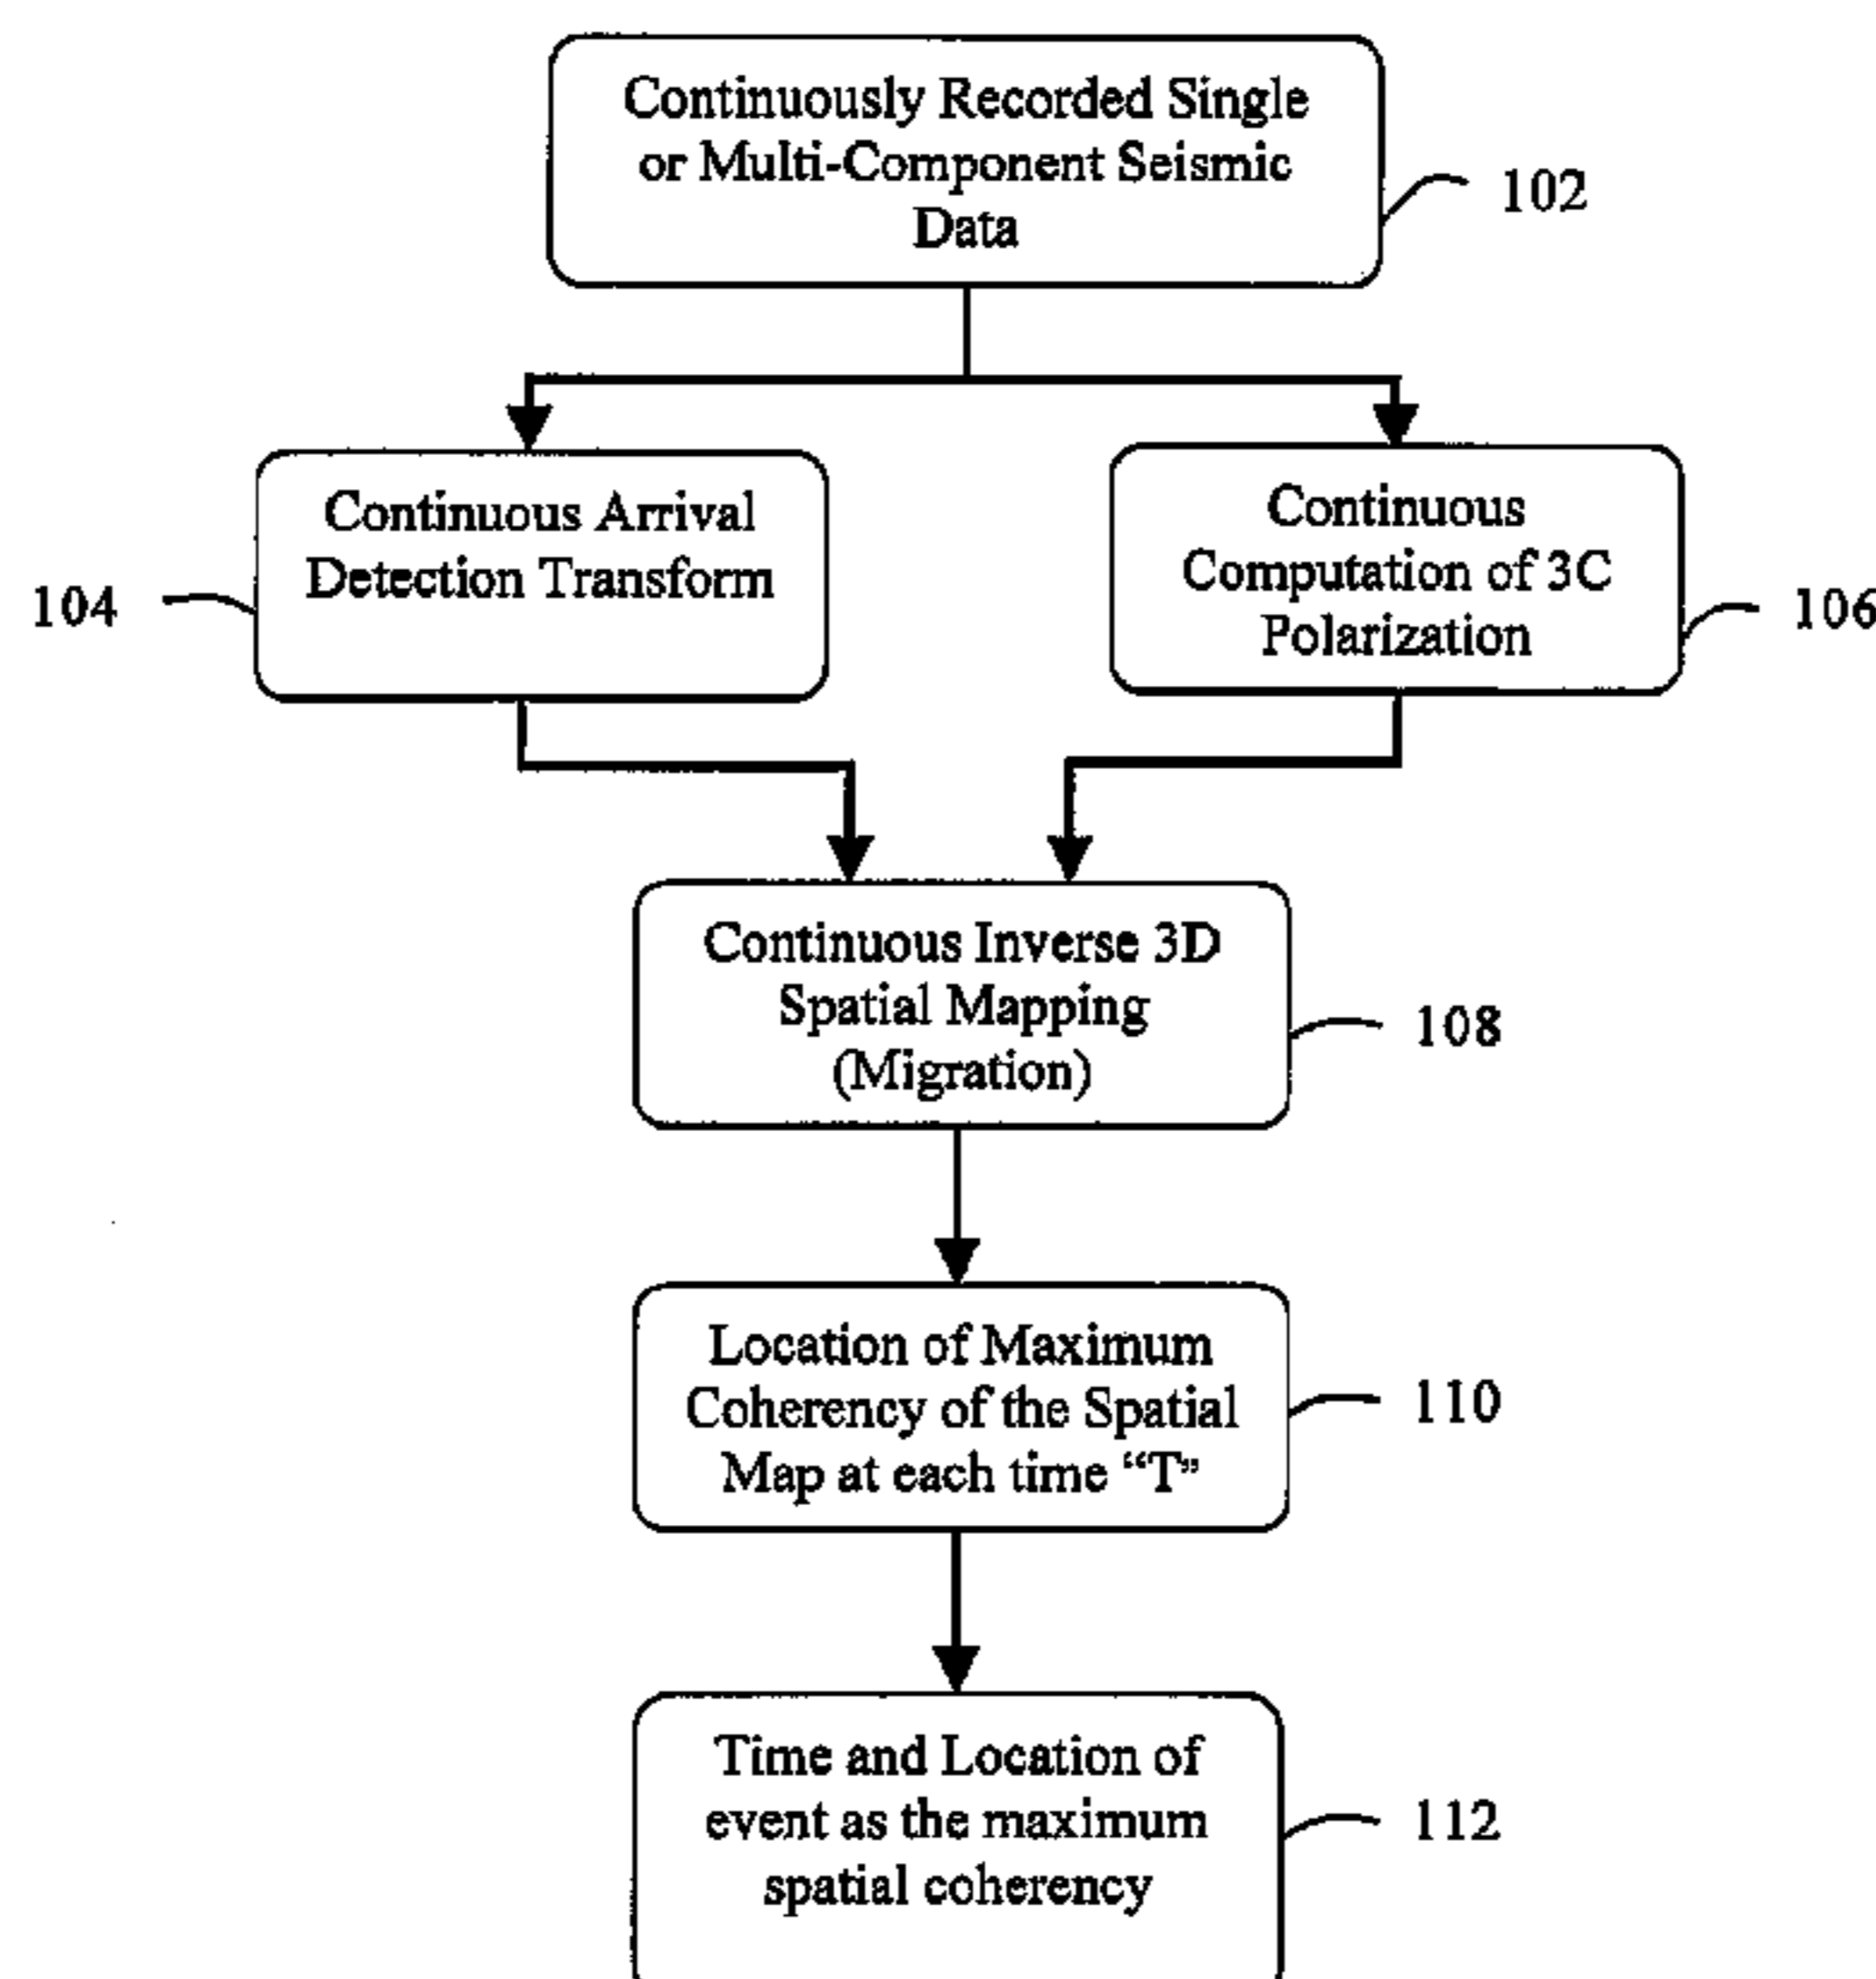 Continuously Recorded Single
or Multi-Component Seismic
Data
102
Continuous Arrival
Detection Transform
104
Continuous
Computation of 3C
Polarization
106
Continuous Inverse 3D
Spatial Mapping
(Migration)
108
Location of Maximum
Coherency of the Spatial
Map at each time “T”
110
Time and Location of
event as the maximum
spatial coherency
112